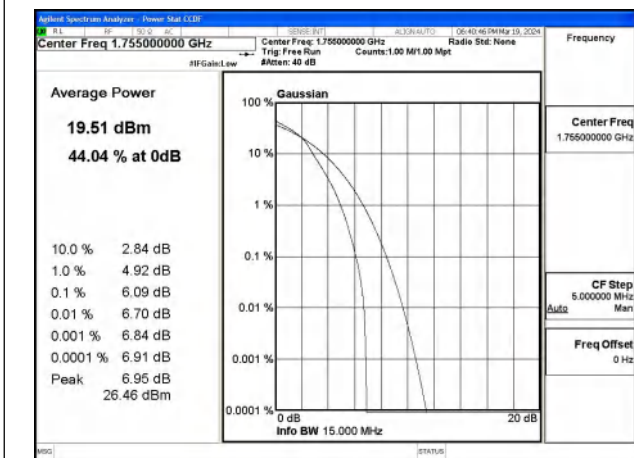 Agilent Spectrum Analyzer - Power Stat CCDF
RL RF 50 Ω AC SENSE:INT ALIGN AUTO 06:40:46 PM Mar 19, 2024
Center Freq 1.755000000 GHz
Center Freq: 1.755000000 GHz
Radio Std: None
Trig: Free Run
Counts:1.00 M/1.00 Mpt
#IFGain:Low
#Atten: 40 dB
Frequency
Average Power
19.51 dBm
44.04 % at 0dB
10.0 % 2.84 dB
1.0 % 4.92 dB
0.1 % 6.09 dB
0.01 % 6.70 dB
0.001 % 6.84 dB
0.0001 % 6.91 dB
Peak 6.95 dB
26.46 dBm
Gaussian
100 %
10 %
1 %
0.1 %
0.01 %
0.001 %
0.0001 %
0 dB
20 dB
Info BW 15.000 MHz
Center Freq
1.755000000 GHz
CF Step
5.000000 MHz
Auto Man
Freq Offset
0 Hz
MSG
STATUS